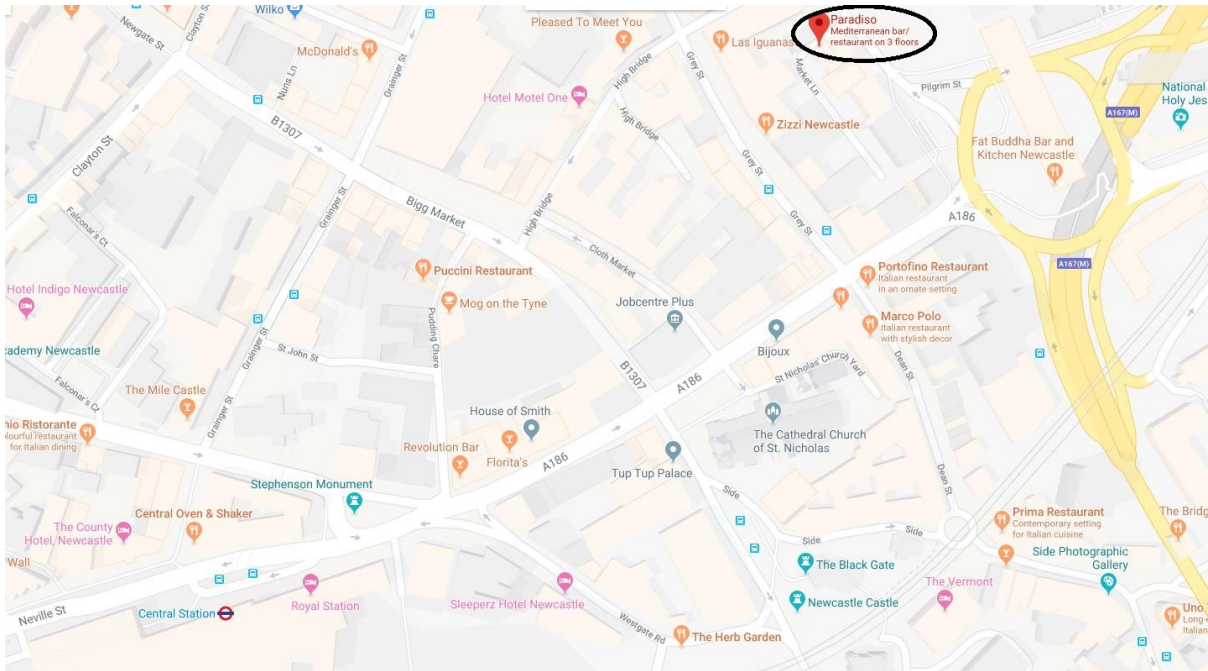 Wilko
Clayton St
Newgate St
McDonald's
Nuns Ln
Grainger St
Pleased To Meet You
Paradiso
Mediterranean bar/
restaurant on 3 floors
Las Iguanas
Grey St
Market Ln
High Bridge
Hotel Motel One
High Bridge
Zizzi Newcastle
Pilgrim St
A167(M)
National
Holy Jes
Fat Buddha Bar and
Kitchen Newcastle
B1307
Clayton St
Grey St
Grey St
A186
Falconar's Ct
Grainger St
Bigg Market
High Bridge
Cloth Market
A167(M)
Puccini Restaurant
Mog on the Tyne
Portofino Restaurant
Italian restaurant
in an ornate setting
Hotel Indigo Newcastle
Jobcentre Plus
Marco Polo
Italian restaurant
with stylish decor
Pudding Chare
Grainger St
St John St
Bijoux
cademy Newcastle
B1307
A186
St Nicholas' Church Yard
Dean St
Falconar's Ct
The Mile Castle
House of Smith
The Cathedral Church
of St. Nicholas
nio Ristorante
olourful restaurant
for Italian dining
Grainger St
Revolution Bar
Florita's
A186
Tup Tup Palace
Dean St
Stephenson Monument
Side
Central Oven & Shaker
Prima Restaurant
Contemporary setting
for Italian cuisine
The Bridg
The County
Hotel, Newcastle
Side
Side
Side Photographic
Gallery
Wall
The Black Gate
The Vermont
Neville St
Central Station
Royal Station
Sleeperz Hotel Newcastle
Newcastle Castle
Westgate Rd
The Herb Garden
Uno
Long-e
Italian